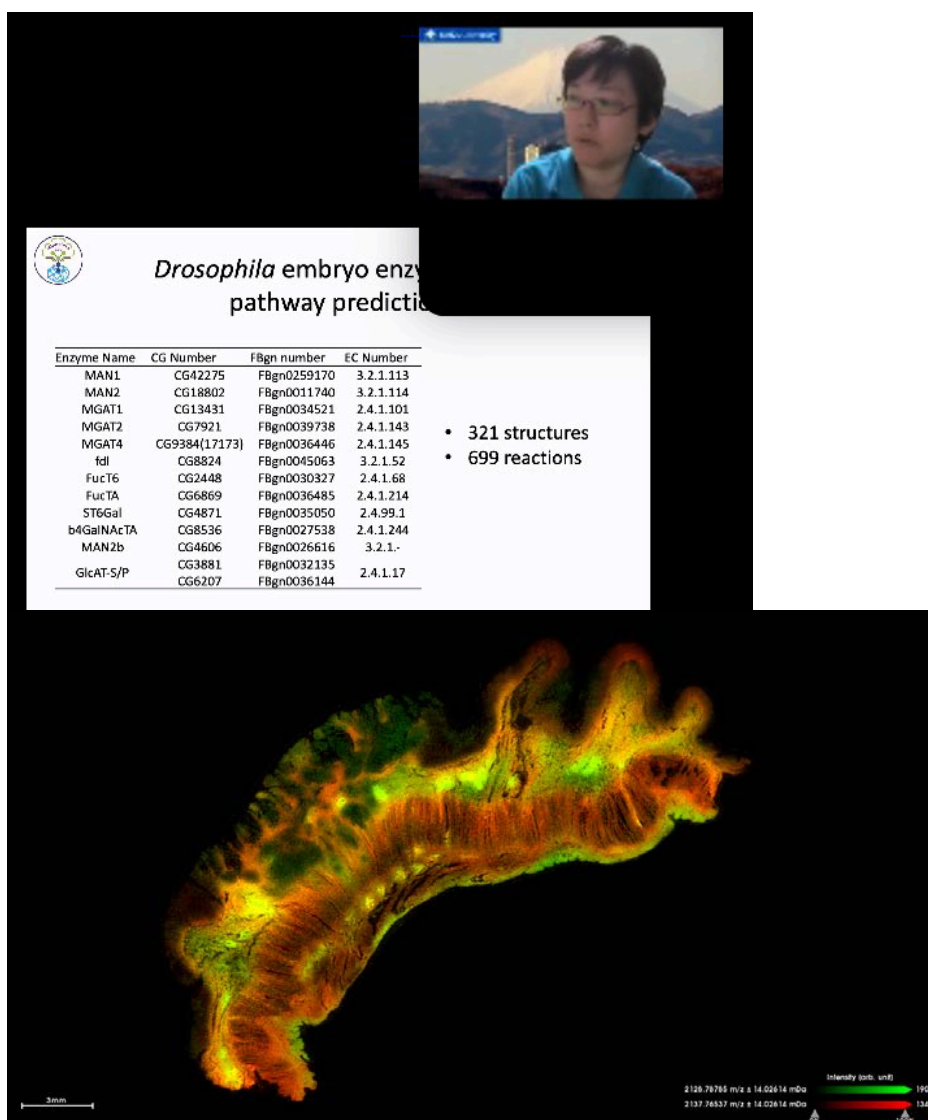 Drosophila embryo enzy
pathway predictio
Enzyme Name CG Number FBgn number EC Number
MAN1 CG42275 FBgn0259170 3.2.1.113
MAN2 CG18802 FBgn0011740 3.2.1.114
MGAT1 CG13431 FBgn0034521 2.4.1.101
MGAT2 CG7921 FBgn0039738 2.4.1.143
MGAT4 CG9384(17173) FBgn0036446 2.4.1.145
fdl CG8824 FBgn0045063 3.2.1.52
FucT6 CG2448 FBgn0030327 2.4.1.68
FucTA CG6869 FBgn0036485 2.4.1.214
ST6Gal CG4871 FBgn0035050 2.4.99.1
b4GalNAcTA CG8536 FBgn0027538 2.4.1.244
MAN2b CG4606 FBgn0026616 3.2.1.-
GlcAT-S/P CG3881 FBgn0032135 2.4.1.17
CG6207 FBgn0036144
• 321 structures
• 699 reactions
3mm
Intensity (arb. unit)
2128.78785 m/z ± 14.02614 mDa 190
2137.76537 m/z ± 14.02614 mDa 134